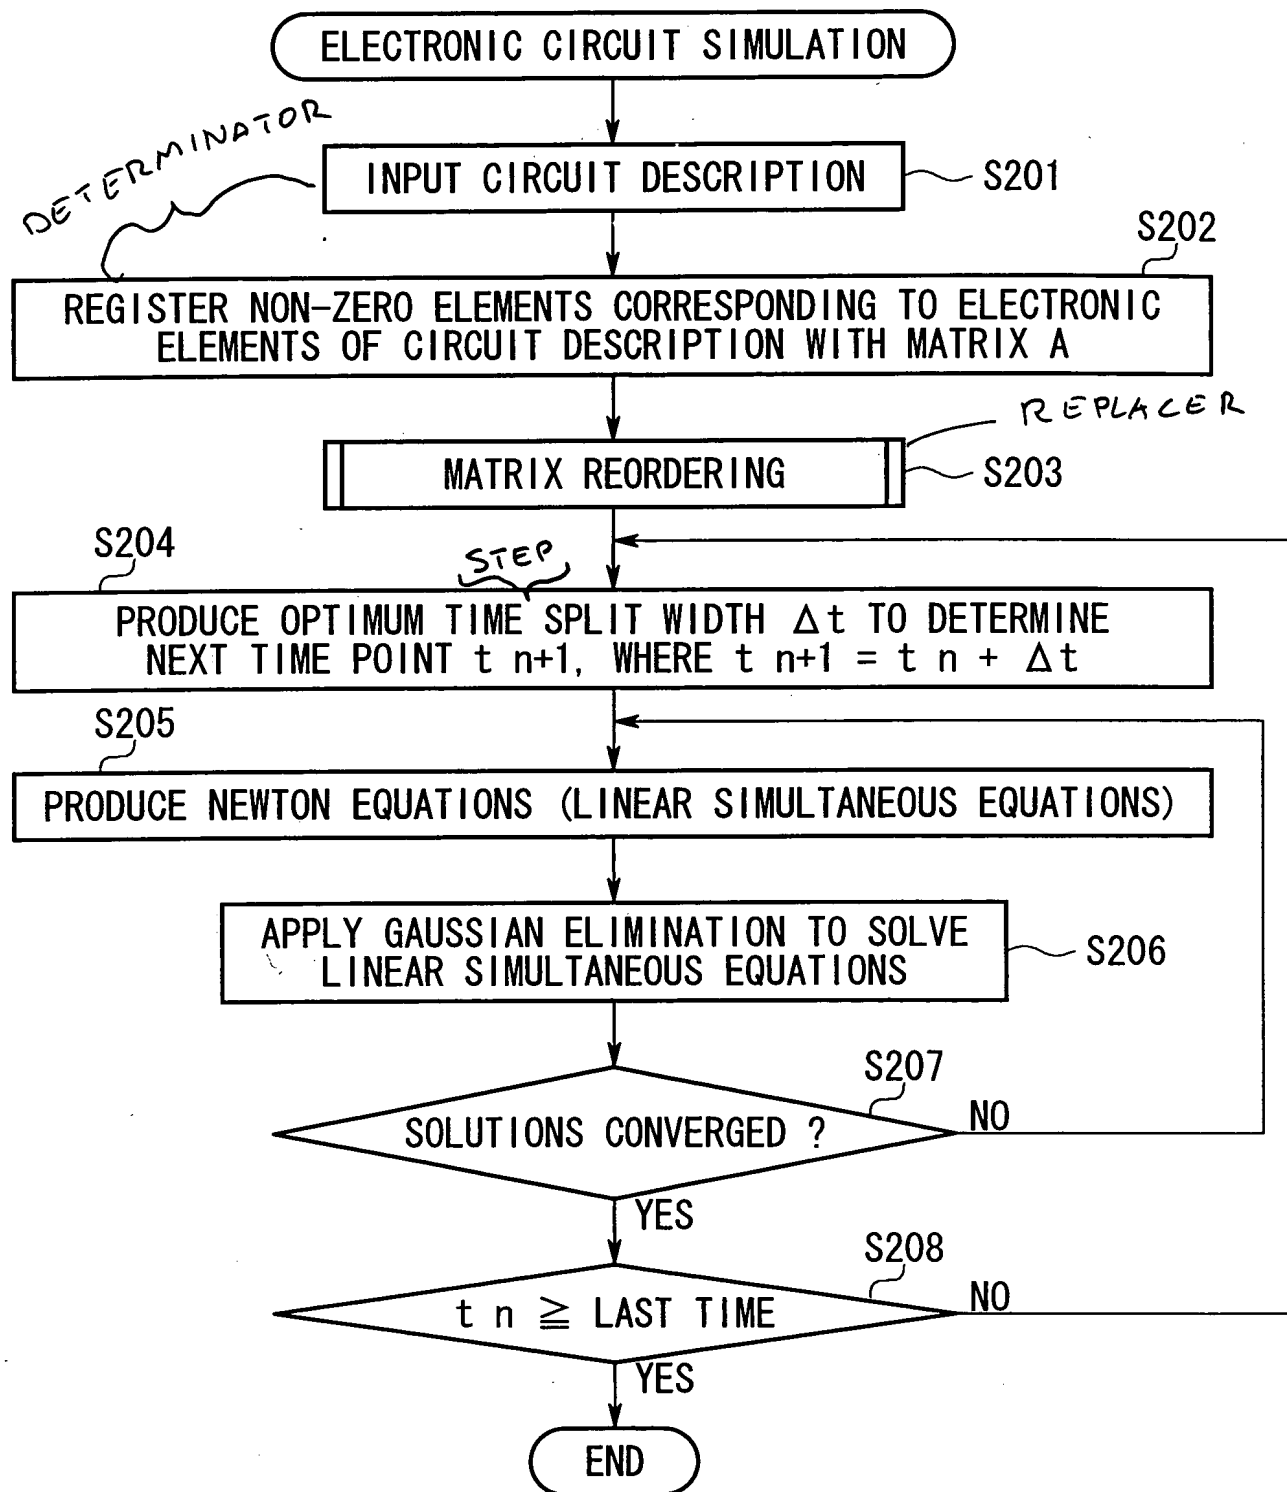 ELECTRONIC CIRCUIT SIMULATION
DETERMINATOR
INPUT CIRCUIT DESCRIPTION
S201
S202
REGISTER NON-ZERO ELEMENTS CORRESPONDING TO ELECTRONIC
ELEMENTS OF CIRCUIT DESCRIPTION WITH MATRIX A
REPLACER
MATRIX REORDERING
S203
S204
STEP
PRODUCE OPTIMUM TIME SPLIT WIDTH Δt TO DETERMINE
NEXT TIME POINT t n+1, WHERE t n+1 = t n + Δt
S205
PRODUCE NEWTON EQUATIONS (LINEAR SIMULTANEOUS EQUATIONS)
APPLY GAUSSIAN ELIMINATION TO SOLVE
LINEAR SIMULTANEOUS EQUATIONS
S206
S207
SOLUTIONS CONVERGED ?
NO
YES
S208
t n ≧ LAST TIME
NO
YES
END